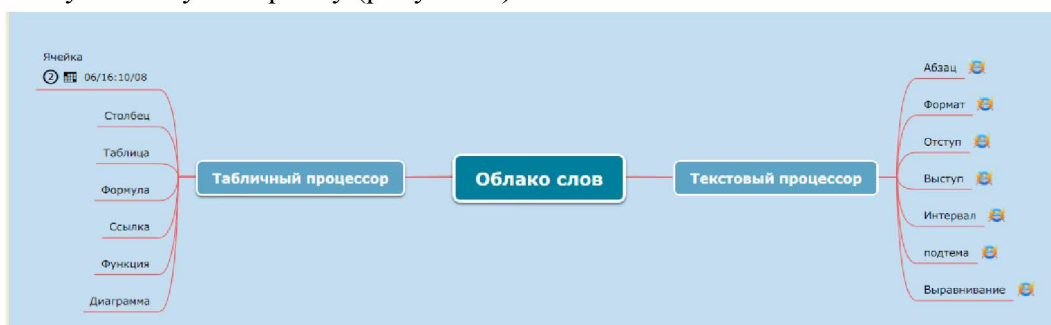 Ячейка
2 06/16:10/08
Столбец
Таблица
Формула
Ссылка
Функция
Диаграмма
Табличный процессор
Облако слов
Текстовый процессор
Абзац
Формат
Отступ
Выступ
Интервал
подтема
Выравнивание